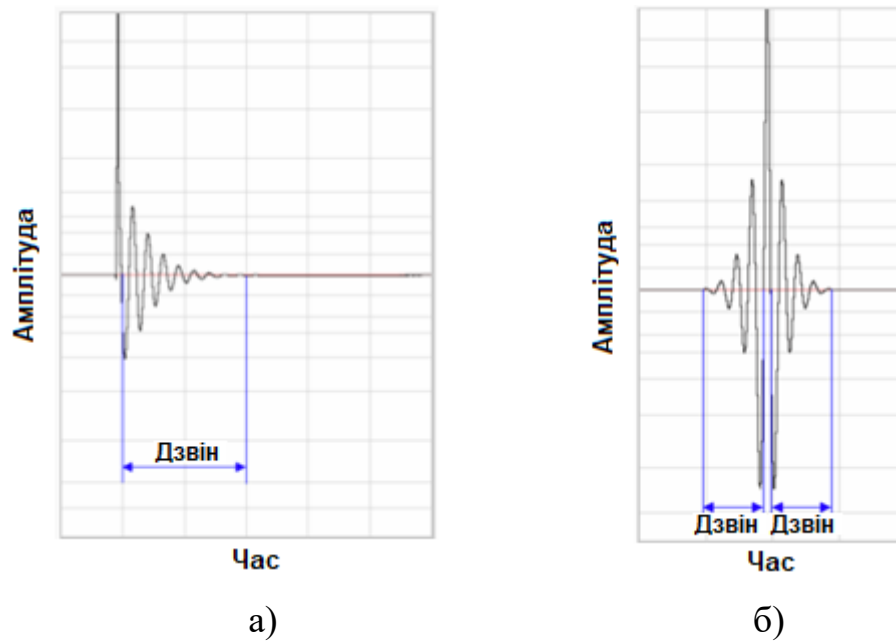 Амплітуда
Дзвін
Час
а)
Амплітуда
Дзвін Дзвін
Час
б)